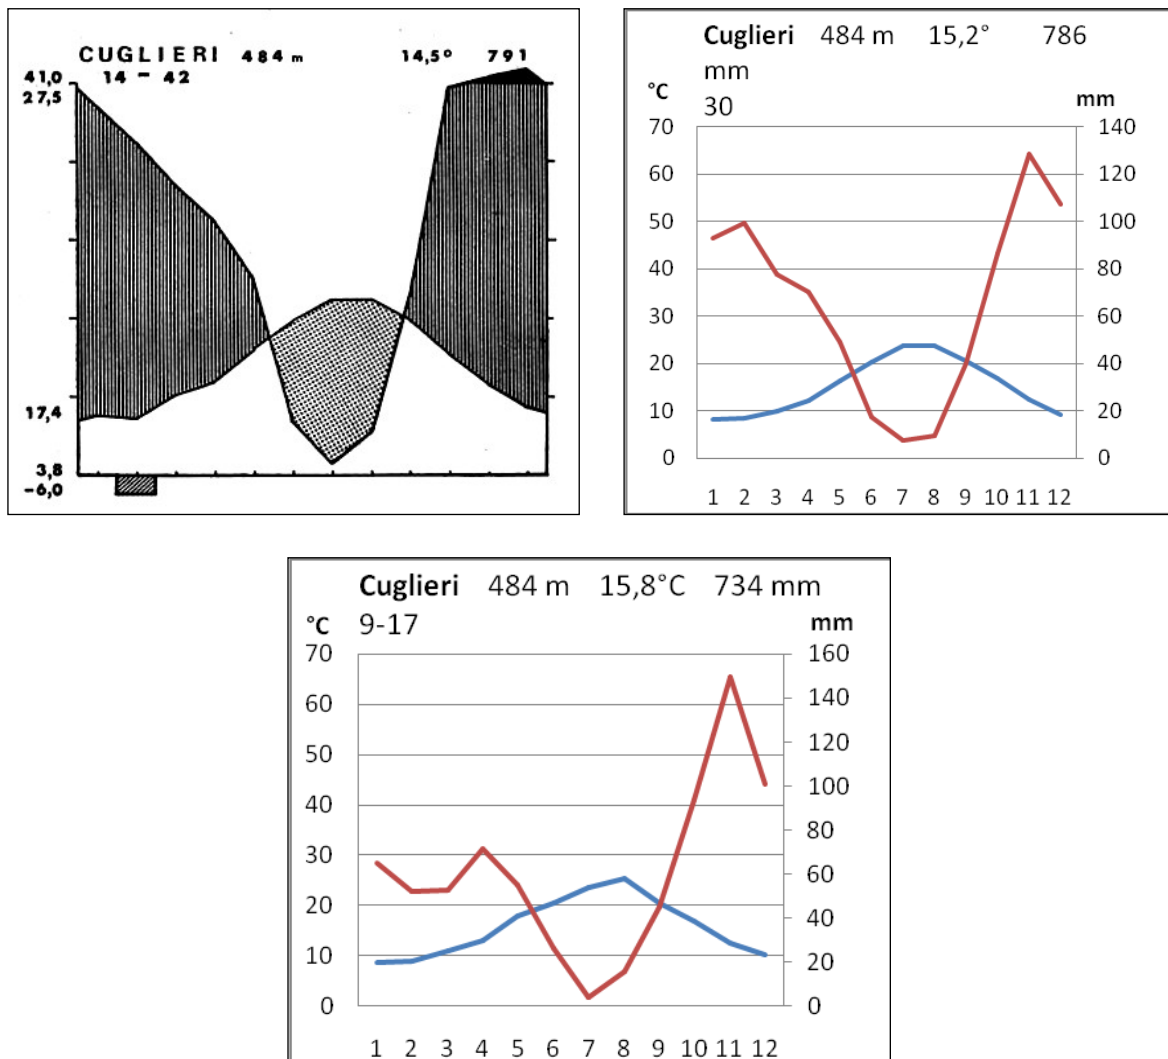 CUGLIERI 484 m 14,5° 791
14 – 42
41,0
27,5
17,4
3,8
-6,0
Cuglieri 484 m 15,2° 786
mm
°C 30 mm
70 140
60 120
50 100
40 80
30 60
20 40
10 20
0 0
1 2 3 4 5 6 7 8 9 10 11 12
Cuglieri 484 m 15,8°C 734 mm
°C 9-17 mm
70 160
60 140
50 120
40 100
30 80
20 60
10 40
0 20
0
1 2 3 4 5 6 7 8 9 10 11 12